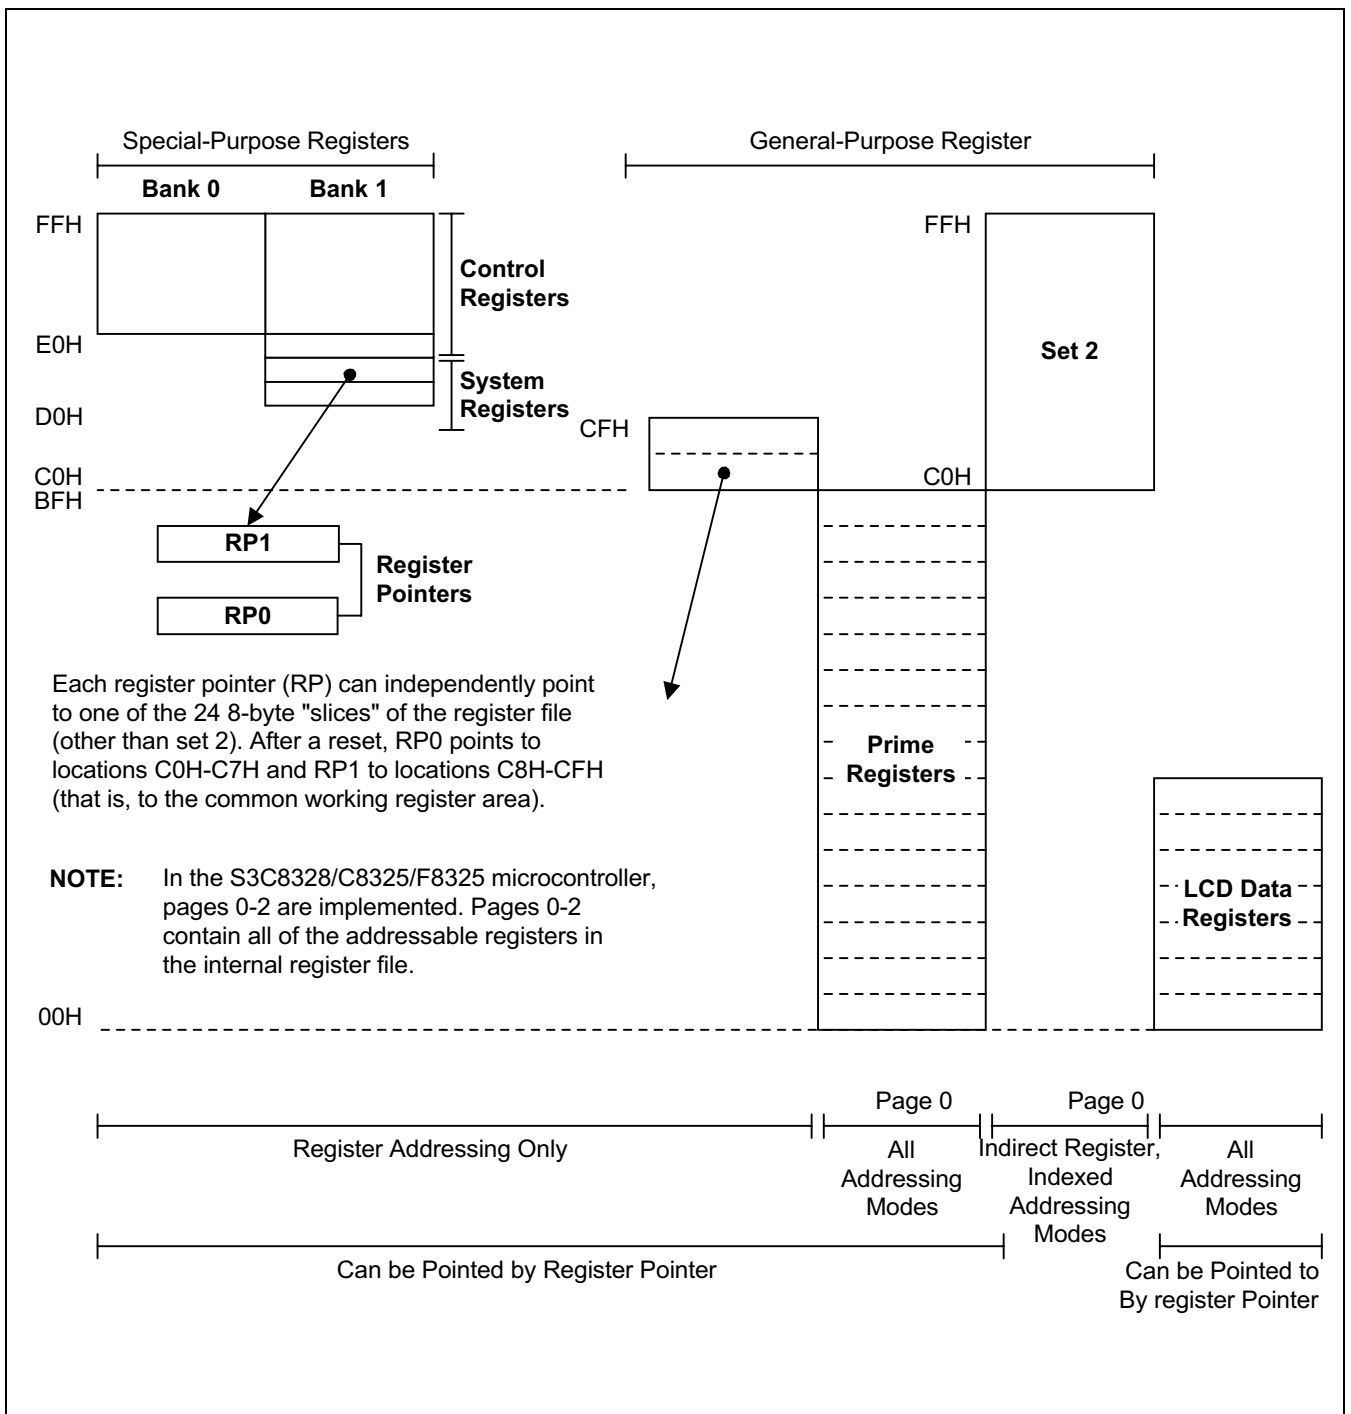 Special-Purpose Registers
General-Purpose Register
Bank 0
Bank 1
FFH
FFH
Control
Registers
E0H
Set 2
System
Registers
D0H
CFH
C0H
C0H
BFH
RP1
Register
Pointers
RP0
Each register pointer (RP) can independently point
to one of the 24 8-byte "slices" of the register file
(other than set 2). After a reset, RP0 points to
locations C0H-C7H and RP1 to locations C8H-CFH
(that is, to the common working register area).
Prime
Registers
NOTE: In the S3C8328/C8325/F8325 microcontroller,
pages 0-2 are implemented. Pages 0-2
contain all of the addressable registers in
the internal register file.
LCD Data
Registers
00H
Page 0
Page 0
Register Addressing Only
All
Addressing
Modes
Indirect Register,
Indexed
Addressing
Modes
All
Addressing
Modes
Can be Pointed by Register Pointer
Can be Pointed to
By register Pointer